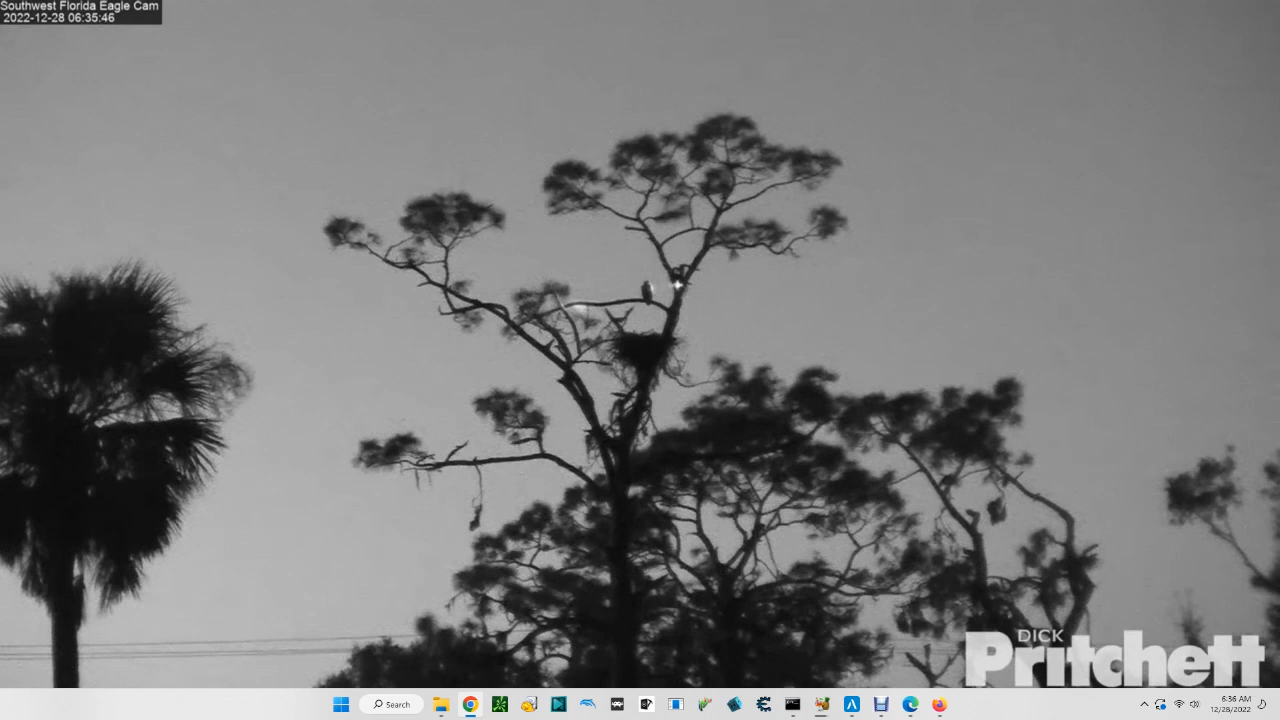 Southwest Florida Eagle Cam
2022-12-28 06:35:46
DICK
Pritchett
Search
6:36 AM
12/28/2022